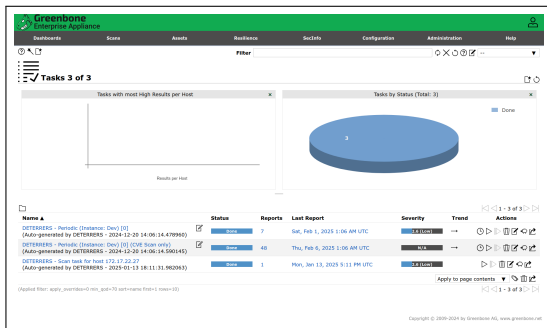 Greenbone
Enterprise Appliance
Dashboards Scans Assets Resilience SecInfo Configuration Administration Help
Filter --
Tasks 3 of 3
Tasks with most High Results per Host ×
Results per Host
Tasks by Status (Total: 3) ×
3
Done
1 - 3 of 3
Name ▲ Status Reports Last Report Severity Trend Actions
DETERRERS - Periodic (Instance: Dev) [0] Done 7 Sat, Feb 1, 2025 1:06 AM UTC 2.6 (Low)
(Auto-generated by DETERRERS - 2024-12-20 14:06:14.478960)
DETERRERS - Periodic (Instance: Dev) [0] (CVE Scan only) Done 48 Thu, Feb 6, 2025 1:06 AM UTC N/A
(Auto-generated by DETERRERS - 2024-12-20 14:06:14.590145)
DETERRERS - Scan task for host 172.17.22.27 Done 1 Mon, Jan 13, 2025 5:11 PM UTC 2.6 (Low)
(Auto-generated by DETERRERS - 2025-01-13 18:11:31.982063)
Apply to page contents ▼
(Applied filter: apply_overrides=0 min_qod=70 sort=name first=1 rows=10)
1 - 3 of 3
Copyright © 2009-2024 by Greenbone AG, www.greenbone.net